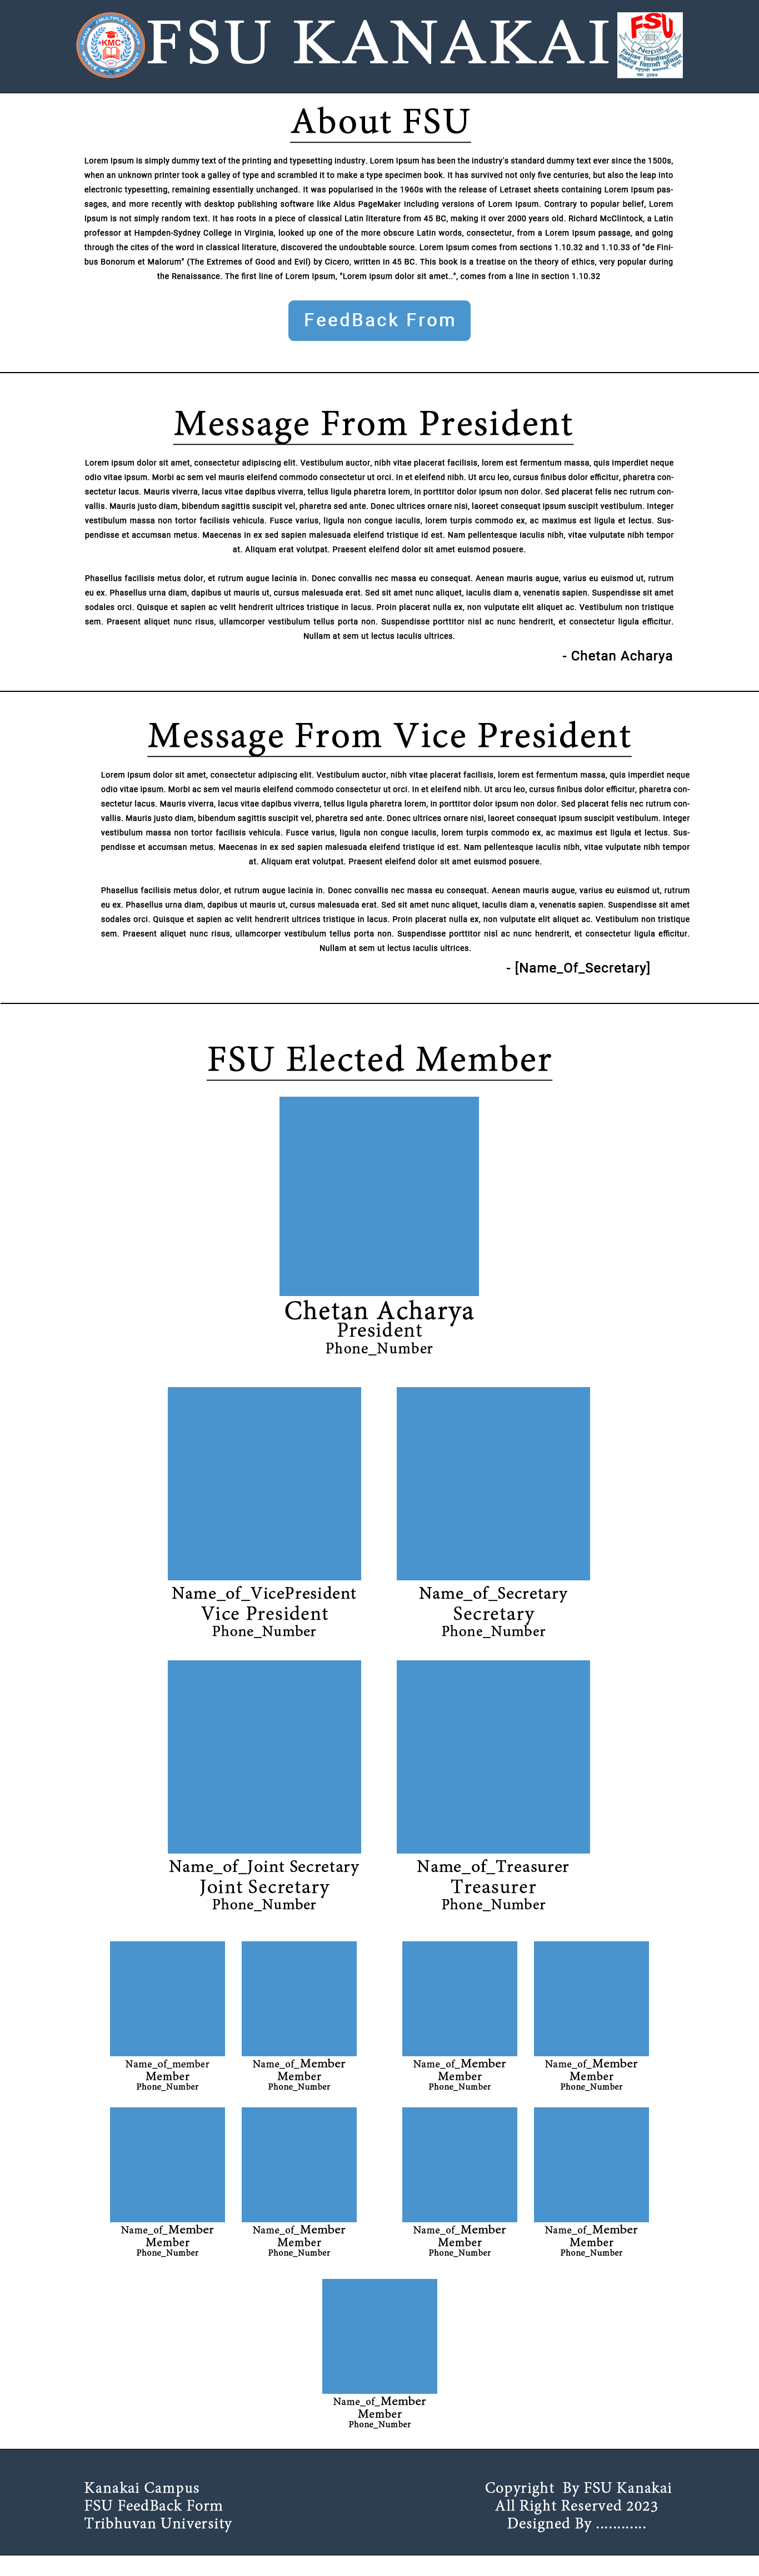 KMC
FSU KANAKAI
FSU
About FSU
Lorem Ipsum is simply dummy text of the printing and typesetting industry. Lorem Ipsum has been the industry's standard dummy text ever since the 1500s,
when an unknown printer took a galley of type and scrambled it to make a type specimen book. It has survived not only five centuries, but also the leap into
electronic typesetting, remaining essentially unchanged. It was popularised in the 1960s with the release of Letraset sheets containing Lorem Ipsum pas-
sages, and more recently with desktop publishing software like Aldus PageMaker including versions of Lorem Ipsum. Contrary to popular belief, Lorem
Ipsum is not simply random text. It has roots in a piece of classical Latin literature from 45 BC, making it over 2000 years old. Richard McClintock, a Latin
professor at Hampden-Sydney College in Virginia, looked up one of the more obscure Latin words, consectetur, from a Lorem Ipsum passage, and going
through the cites of the word in classical literature, discovered the undoubtable source. Lorem Ipsum comes from sections 1.10.32 and 1.10.33 of "de Fini-
bus Bonorum et Malorum" (The Extremes of Good and Evil) by Cicero, written in 45 BC. This book is a treatise on the theory of ethics, very popular during
the Renaissance. The first line of Lorem Ipsum, "Lorem ipsum dolor sit amet..", comes from a line in section 1.10.32
FeedBack From
Message From President
Lorem ipsum dolor sit amet, consectetur adipiscing elit. Vestibulum auctor, nibh vitae placerat facilisis, lorem est fermentum massa, quis imperdiet neque
odio vitae ipsum. Morbi ac sem vel mauris eleifend commodo consectetur ut orci. In et eleifend nibh. Ut arcu leo, cursus finibus dolor efficitur, pharetra con-
sectetur lacus. Mauris viverra, lacus vitae dapibus viverra, tellus ligula pharetra lorem, in porttitor dolor ipsum non dolor. Sed placerat felis nec rutrum con-
vallis. Mauris justo diam, bibendum sagittis suscipit vel, pharetra sed ante. Donec ultrices ornare nisi, laoreet consequat ipsum suscipit vestibulum. Integer
vestibulum massa non tortor facilisis vehicula. Fusce varius, ligula non congue iaculis, lorem turpis commodo ex, ac maximus est ligula et lectus. Sus-
pendisse et accumsan metus. Maecenas in ex sed sapien malesuada eleifend tristique id est. Nam pellentesque iaculis nibh, vitae vulputate nibh tempor
at. Aliquam erat volutpat. Praesent eleifend dolor sit amet euismod posuere.
Phasellus facilisis metus dolor, et rutrum augue lacinia in. Donec convallis nec massa eu consequat. Aenean mauris augue, varius eu euismod ut, rutrum
eu ex. Phasellus urna diam, dapibus ut mauris ut, cursus malesuada erat. Sed sit amet nunc aliquet, iaculis diam a, venenatis sapien. Suspendisse sit amet
sodales orci. Quisque et sapien ac velit hendrerit ultrices tristique in lacus. Proin placerat nulla ex, non vulputate elit aliquet ac. Vestibulum non tristique
sem. Praesent aliquet nunc risus, ullamcorper vestibulum tellus porta non. Suspendisse porttitor nisl ac nunc hendrerit, et consectetur ligula efficitur.
Nullam at sem ut lectus iaculis ultrices.
- Chetan Acharya
Message From Vice President
Lorem ipsum dolor sit amet, consectetur adipiscing elit. Vestibulum auctor, nibh vitae placerat facilisis, lorem est fermentum massa, quis imperdiet neque
odio vitae ipsum. Morbi ac sem vel mauris eleifend commodo consectetur ut orci. In et eleifend nibh. Ut arcu leo, cursus finibus dolor efficitur, pharetra con-
sectetur lacus. Mauris viverra, lacus vitae dapibus viverra, tellus ligula pharetra lorem, in porttitor dolor ipsum non dolor. Sed placerat felis nec rutrum con-
vallis. Mauris justo diam, bibendum sagittis suscipit vel, pharetra sed ante. Donec ultrices ornare nisi, laoreet consequat ipsum suscipit vestibulum. Integer
vestibulum massa non tortor facilisis vehicula. Fusce varius, ligula non congue iaculis, lorem turpis commodo ex, ac maximus est ligula et lectus. Sus-
pendisse et accumsan metus. Maecenas in ex sed sapien malesuada eleifend tristique id est. Nam pellentesque iaculis nibh, vitae vulputate nibh tempor
at. Aliquam erat volutpat. Praesent eleifend dolor sit amet euismod posuere.
Phasellus facilisis metus dolor, et rutrum augue lacinia in. Donec convallis nec massa eu consequat. Aenean mauris augue, varius eu euismod ut, rutrum
eu ex. Phasellus urna diam, dapibus ut mauris ut, cursus malesuada erat. Sed sit amet nunc aliquet, iaculis diam a, venenatis sapien. Suspendisse sit amet
sodales orci. Quisque et sapien ac velit hendrerit ultrices tristique in lacus. Proin placerat nulla ex, non vulputate elit aliquet ac. Vestibulum non tristique
sem. Praesent aliquet nunc risus, ullamcorper vestibulum tellus porta non. Suspendisse porttitor nisl ac nunc hendrerit, et consectetur ligula efficitur.
Nullam at sem ut lectus iaculis ultrices.
- [Name_Of_Secretary]
FSU Elected Member
Chetan Acharya
President
Phone_Number
Name_of_VicePresident
Vice President
Phone_Number
Name_of_Secretary
Secretary
Phone_Number
Name_of_Joint Secretary
Joint Secretary
Phone_Number
Name_of_Treasurer
Treasurer
Phone_Number
Name_of_member
Member
Phone_Number
Name_of_Member
Member
Phone_Number
Name_of_Member
Member
Phone_Number
Name_of_Member
Member
Phone_Number
Name_of_Member
Member
Phone_Number
Name_of_Member
Member
Phone_Number
Name_of_Member
Member
Phone_Number
Name_of_Member
Member
Phone_Number
Name_of_Member
Member
Phone_Number
Kanakai Campus
FSU FeedBack Form
Tribhuvan University
Copyright By FSU Kanakai
All Right Reserved 2023
Designed By ............